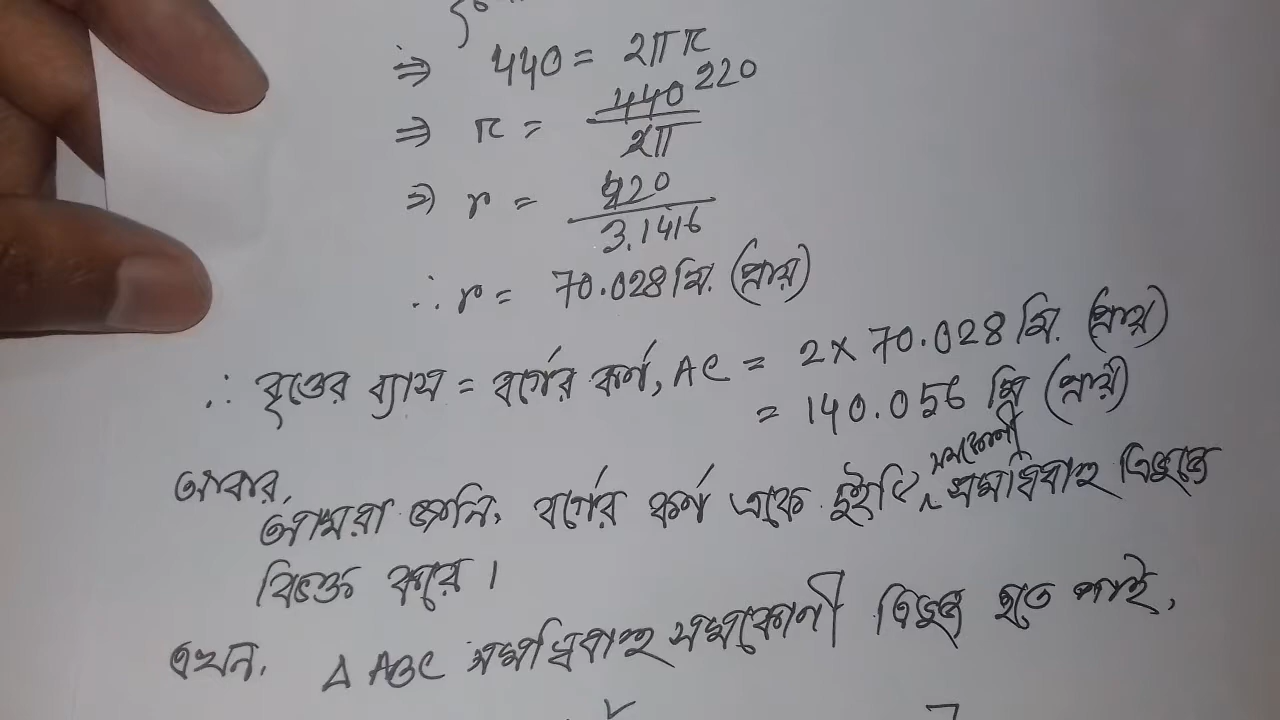 ⇒ 440 = 2πr
⇒ r = 440 220 / 2π
⇒ r = 220 / 3.1416
∴ r = 70.028 মি. (প্রায়)
∴ বৃত্তের ব্যাস = বর্গের কর্ণ, AC = 2 × 70.028 মি. (প্রায়)
= 140.056 মি (প্রায়)
আবার,
আমরা জানি, বর্গের কর্ণ একে দুইটি সমকোণী সমদ্বিবাহু ত্রিভুজে
বিভক্ত করে।
এখন, Δ ABC সমদ্বিবাহু সমকোণী ত্রিভুজ হতে পাই,